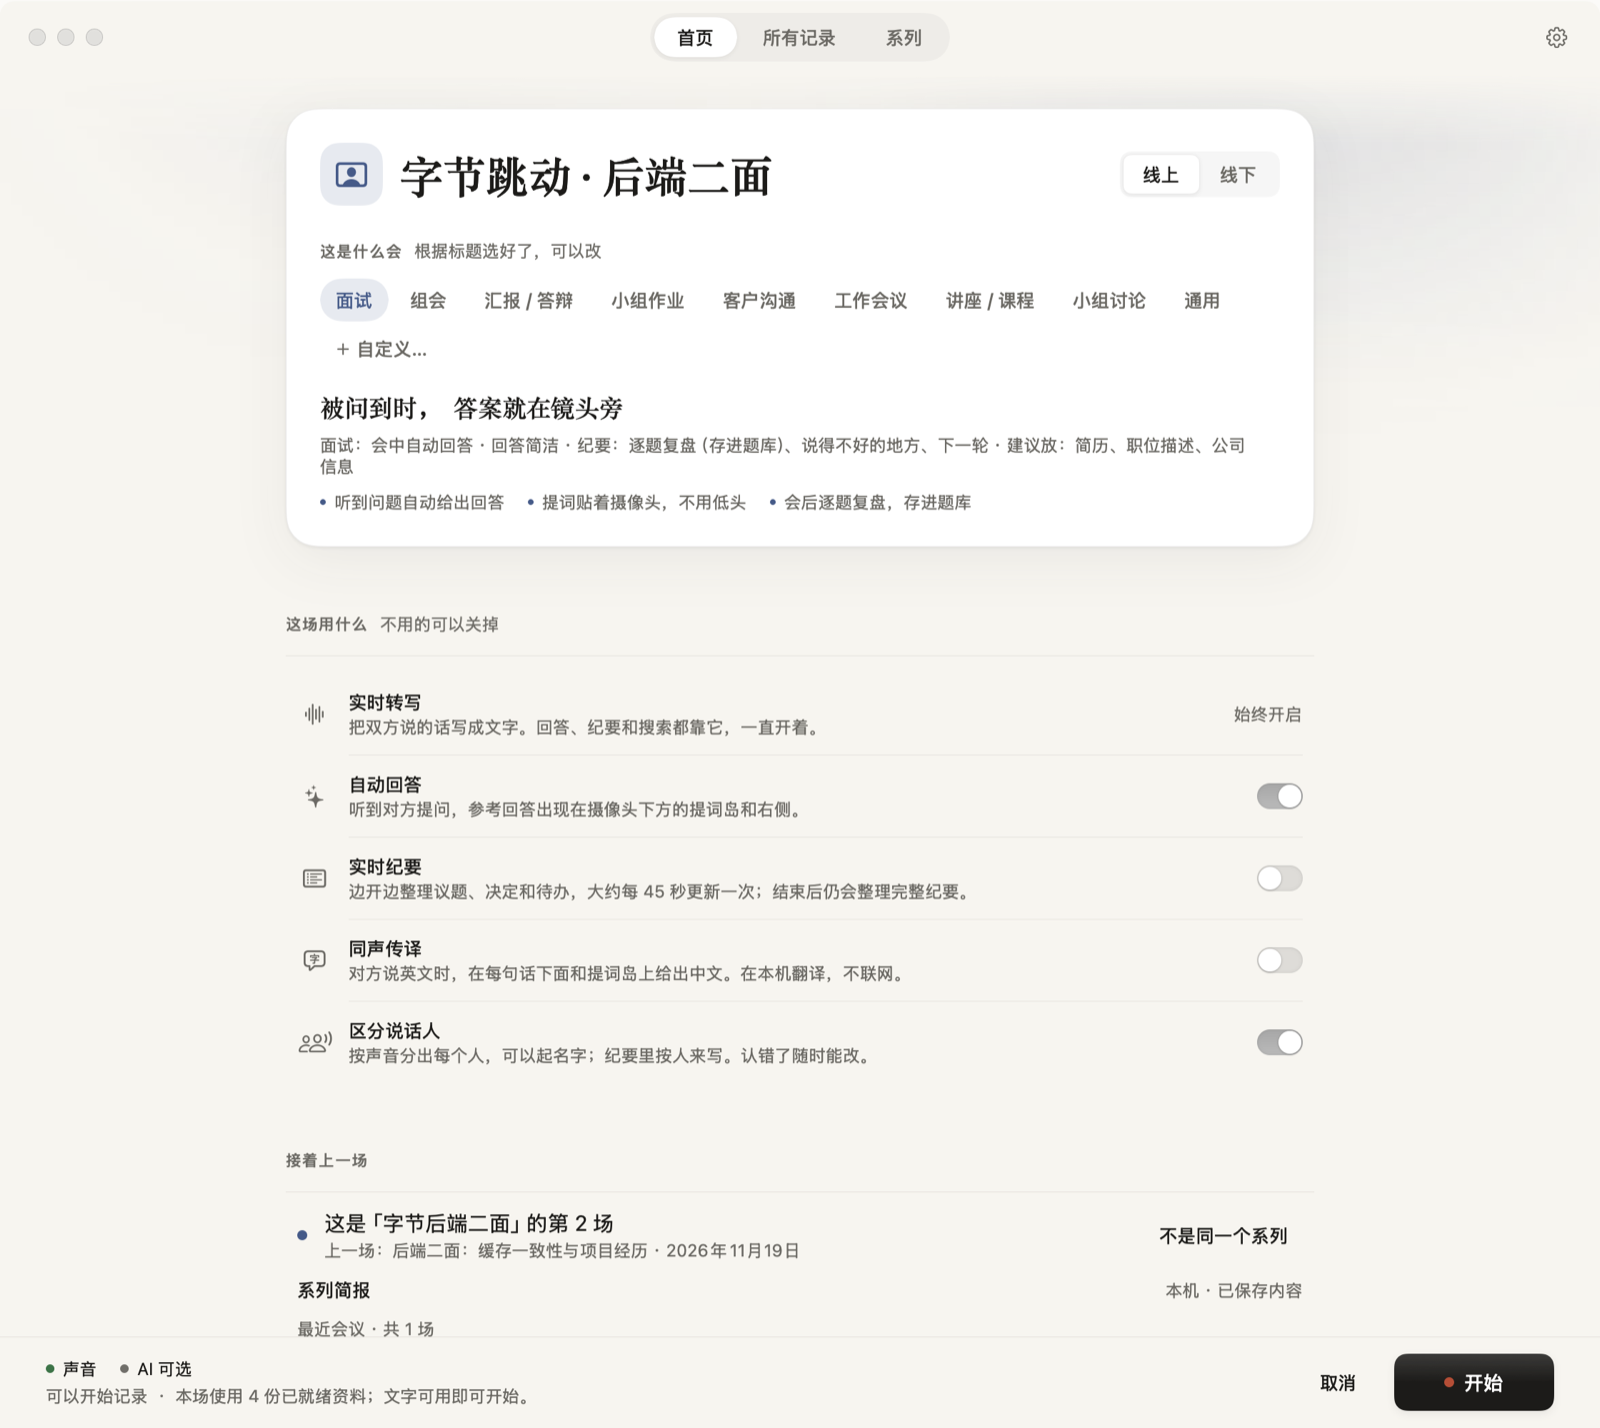 首页 所有记录 系列
字节跳动 · 后端二面
线上 线下
这是什么会 根据标题选好了，可以改
面试 组会 汇报 / 答辩 小组作业 客户沟通 工作会议 讲座 / 课程 小组讨论 通用
+ 自定义...
被问到时， 答案就在镜头旁
面试：会中自动回答 · 回答简洁 · 纪要：逐题复盘 (存进题库)、说得不好的地方、下一轮 · 建议放：简历、职位描述、公司
信息
• 听到问题自动给出回答 • 提词贴着摄像头，不用低头 • 会后逐题复盘，存进题库
这场用什么 不用的可以关掉
实时转写
把双方说的话写成文字。回答、纪要和搜索都靠它，一直开着。
始终开启
自动回答
听到对方提问，参考回答出现在摄像头下方的提词岛和右侧。
实时纪要
边开边整理议题、决定和待办，大约每 45 秒更新一次；结束后仍会整理完整纪要。
字
同声传译
对方说英文时，在每句话下面和提词岛上给出中文。在本机翻译，不联网。
区分说话人
按声音分出每个人，可以起名字；纪要里按人来写。认错了随时能改。
接着上一场
这是「字节后端二面」的第 2 场
上一场：后端二面：缓存一致性与项目经历 · 2026年11月19日
不是同一个系列
系列简报
本机 · 已保存内容
最近会议 · 共 1 场
声音 AI 可选
可以开始记录 · 本场使用 4 份已就绪资料；文字可用即可开始。
取消 开始